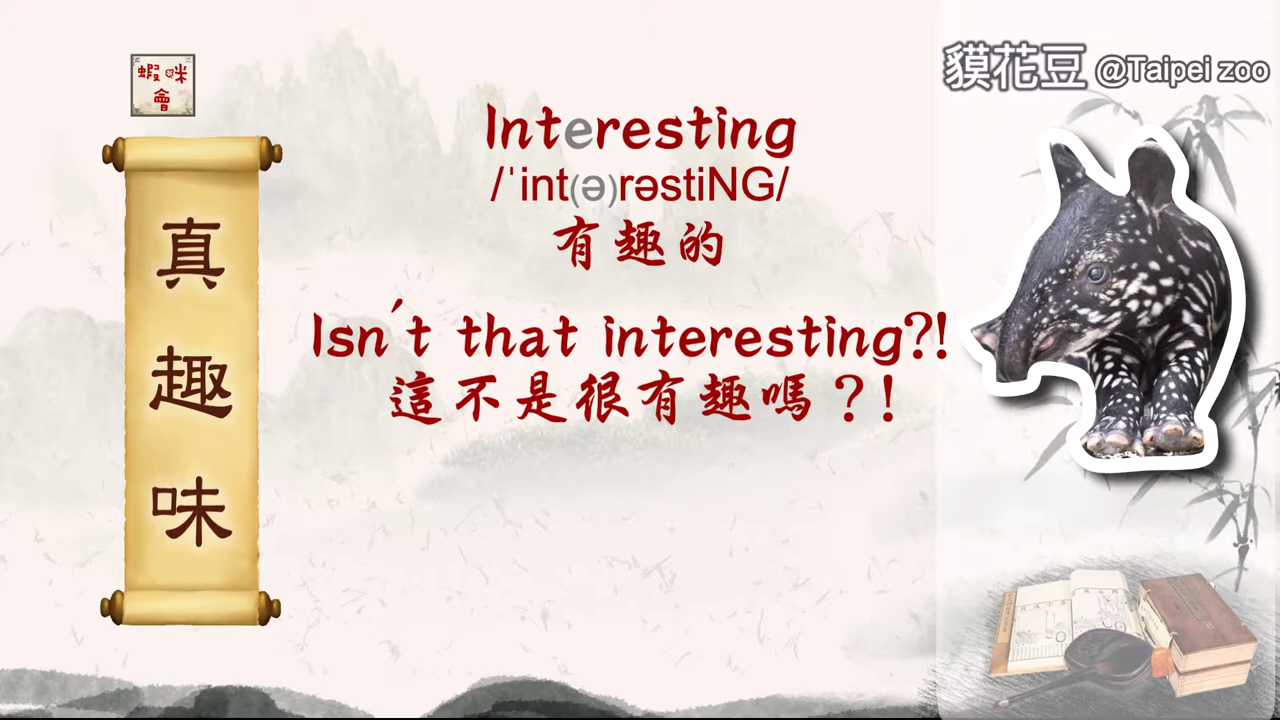 蝦咪
會
真趣味
Interesting
/ˈint(ə)rəstiNG/
有趣的
Isn't that interesting?!
這不是很有趣嗎？!
貘花豆 @Taipei zoo